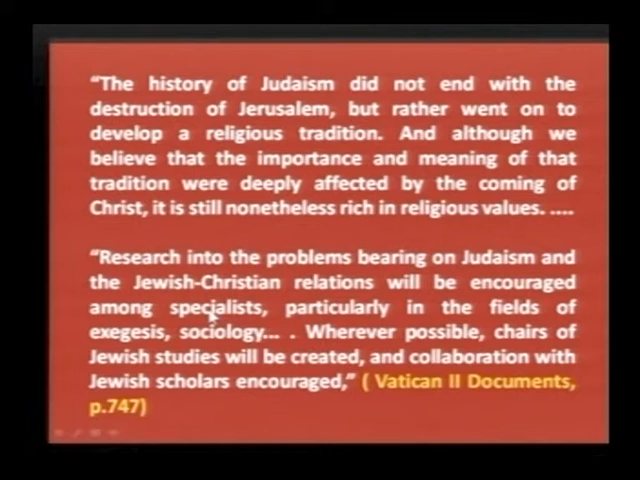 “The history of Judaism did not end with the
destruction of Jerusalem, but rather went on to
develop a religious tradition. And although we
believe that the importance and meaning of that
tradition were deeply affected by the coming of
Christ, it is still nonetheless rich in religious values. ....
“Research into the problems bearing on Judaism and
the Jewish-Christian relations will be encouraged
among specialists, particularly in the fields of
exegesis, sociology... . Wherever possible, chairs of
Jewish studies will be created, and collaboration with
Jewish scholars encouraged,” ( Vatican II Documents,
p.747)